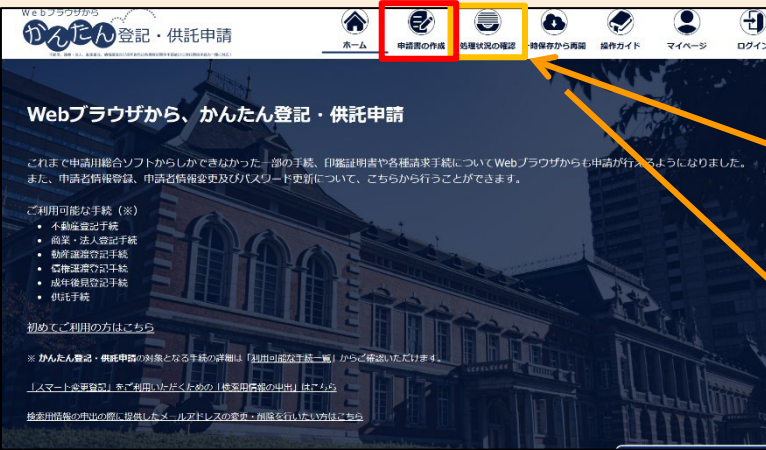 Webブラウザから
かんたん登記・供託申請
ホーム
申請書の作成
処理状況の確認
一時保存から再開
操作ガイド
マイページ
ログイン
Webブラウザから、かんたん登記・供託申請
これまで申請用総合ソフトからしかできなかった一部の手続、印鑑証明書や各種請求手続についてWebブラウザからも申請が行えるようになりました。
また、申請者情報登録、申請者情報変更及びパスワード更新について、こちらから行うことができます。
ご利用可能な手続（※）
• 不動産登記手続
• 商業・法人登記手続
• 動産譲渡登記手続
• 債権譲渡登記手続
• 成年後見登記手続
• 供託手続
初めてご利用の方はこちら
※ かんたん登記・供託申請の対象となる手続の詳細は「利用可能な手続一覧」からご確認いただけます。
「スマート変更登記」をご利用いただくための「検索用情報の申出」はこちら
検索用情報の申出の際に提供したメールアドレスの変更・削除を行いたい方はこちら